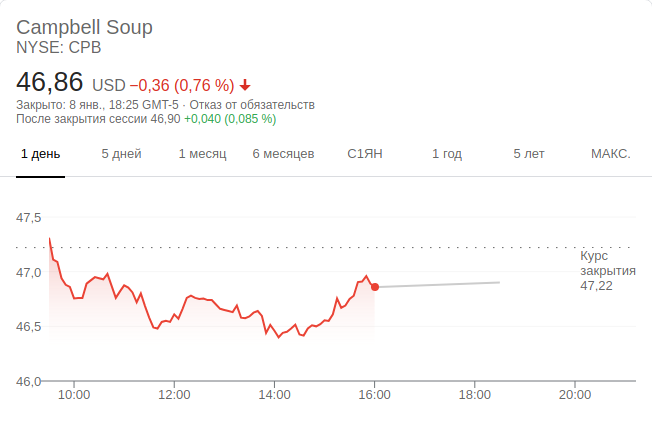 Campbell Soup
NYSE: CPB
46,86 USD −0,36 (0,76 %)
Закрыто: 8 янв., 18:25 GMT-5 · Отказ от обязательств
После закрытия сессии 46,90 +0,040 (0,085 %)
1 день 5 дней 1 месяц 6 месяцев С1ЯН 1 год 5 лет МАКС.
47,5
47,0
46,5
46,0
Курс
закрытия
47,22
10:00 12:00 14:00 16:00 18:00 20:00